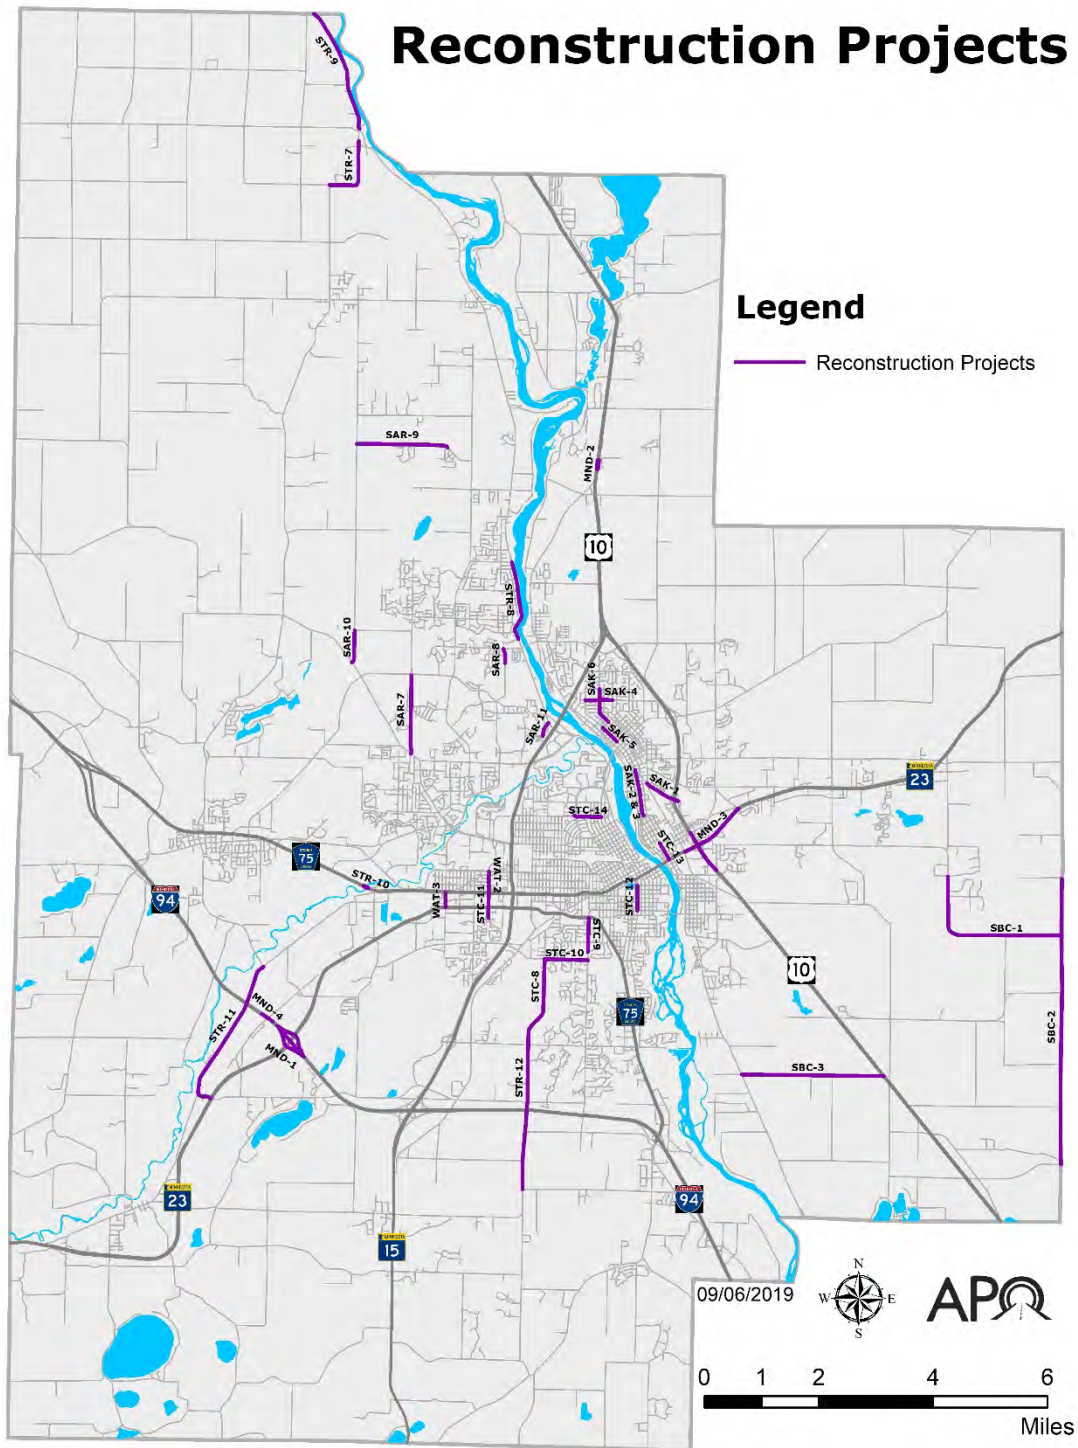 Reconstruction Projects
STR-9
STR-7
Legend
Reconstruction Projects
SAR-9
MND-2
10
STR-8
SAR-10
SAR-8
SAK-6
SAK-4
SAR-7
SAR-11
SAK-5
MINNESOTA
23
SAK-2 & 3
SAK-1
STC-14
MND-3
STC-13
75
STR-10
WAT-2
WAT-3
STC-11
STC-12
94
SBC-1
STC-9
STC-10
10
STC-8
75
MND-4
STR-11
MND-1
SBC-2
STR-12
SBC-3
MINNESOTA
23
94
MINNESOTA
15
09/06/2019
N
W E
S
APO
0 1 2 4 6
Miles